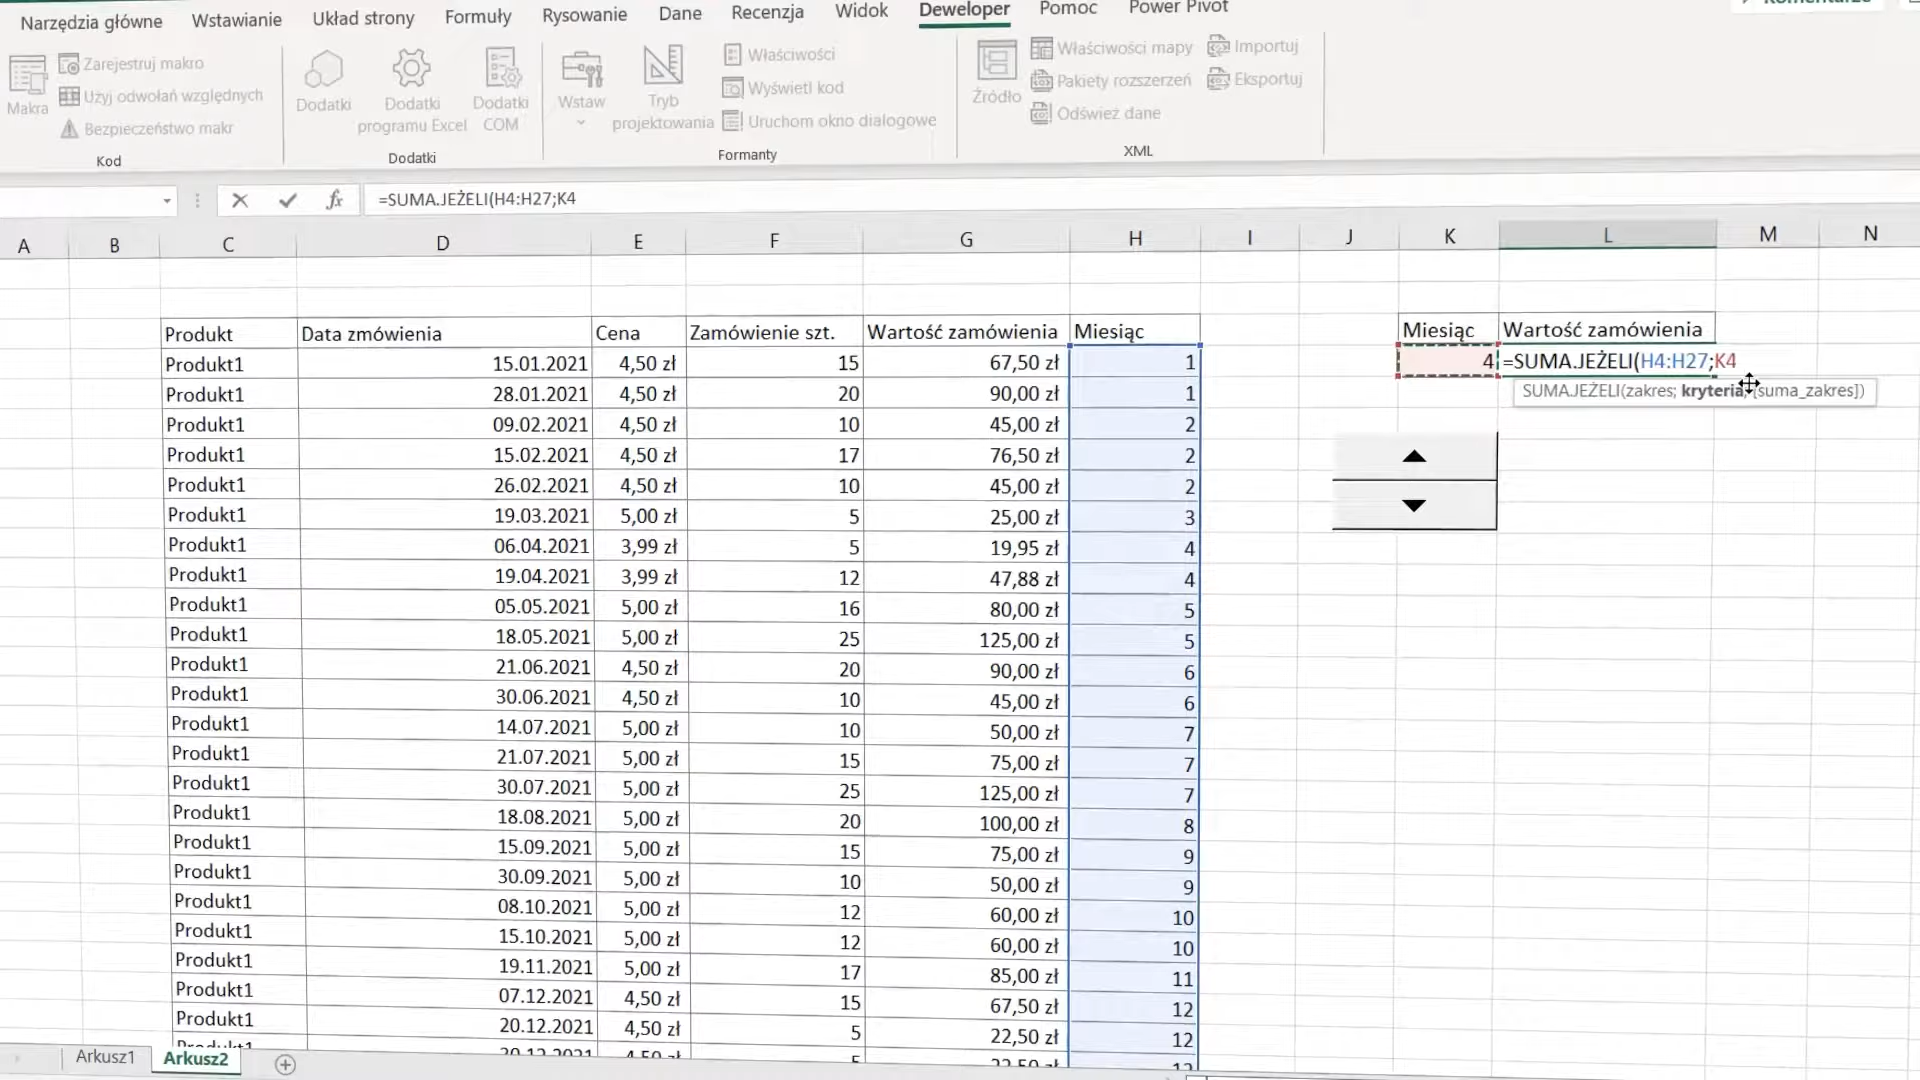 Narzędzia główne Wstawianie Układ strony Formuły Rysowanie Dane Recenzja Widok Deweloper Pomoc Power Pivot
Makra
Zarejestruj makro
Użyj odwołań względnych
Bezpieczeństwo makr
Kod
Dodatki
Dodatki programu Excel
Dodatki COM
Dodatki
Wstaw
Tryb projektowania
Właściwości
Wyświetl kod
Uruchom okno dialogowe
Formanty
Źródło
Właściwości mapy
Pakiety rozszerzeń
Odśwież dane
Importuj
Eksportuj
XML
fx =SUMA.JEŻELI(H4:H27;K4
A B C D E F G H I J K L M N
Produkt Data zmówienia Cena Zamówienie szt. Wartość zamówienia Miesiąc Miesiąc Wartość zamówienia
Produkt1 15.01.2021 4,50 zł 15 67,50 zł 1 4 =SUMA.JEŻELI(H4:H27;K4
SUMA.JEŻELI(zakres; kryteria; [suma_zakres])
Produkt1 28.01.2021 4,50 zł 20 90,00 zł 1
Produkt1 09.02.2021 4,50 zł 10 45,00 zł 2
Produkt1 15.02.2021 4,50 zł 17 76,50 zł 2
Produkt1 26.02.2021 4,50 zł 10 45,00 zł 2
Produkt1 19.03.2021 5,00 zł 5 25,00 zł 3
Produkt1 06.04.2021 3,99 zł 5 19,95 zł 4
Produkt1 19.04.2021 3,99 zł 12 47,88 zł 4
Produkt1 05.05.2021 5,00 zł 16 80,00 zł 5
Produkt1 18.05.2021 5,00 zł 25 125,00 zł 5
Produkt1 21.06.2021 4,50 zł 20 90,00 zł 6
Produkt1 30.06.2021 4,50 zł 10 45,00 zł 6
Produkt1 14.07.2021 5,00 zł 10 50,00 zł 7
Produkt1 21.07.2021 5,00 zł 15 75,00 zł 7
Produkt1 30.07.2021 5,00 zł 25 125,00 zł 7
Produkt1 18.08.2021 5,00 zł 20 100,00 zł 8
Produkt1 15.09.2021 5,00 zł 15 75,00 zł 9
Produkt1 30.09.2021 5,00 zł 10 50,00 zł 9
Produkt1 08.10.2021 5,00 zł 12 60,00 zł 10
Produkt1 15.10.2021 5,00 zł 12 60,00 zł 10
Produkt1 19.11.2021 5,00 zł 17 85,00 zł 11
Produkt1 07.12.2021 4,50 zł 15 67,50 zł 12
Produkt1 20.12.2021 4,50 zł 5 22,50 zł 12
Arkusz1 Arkusz2